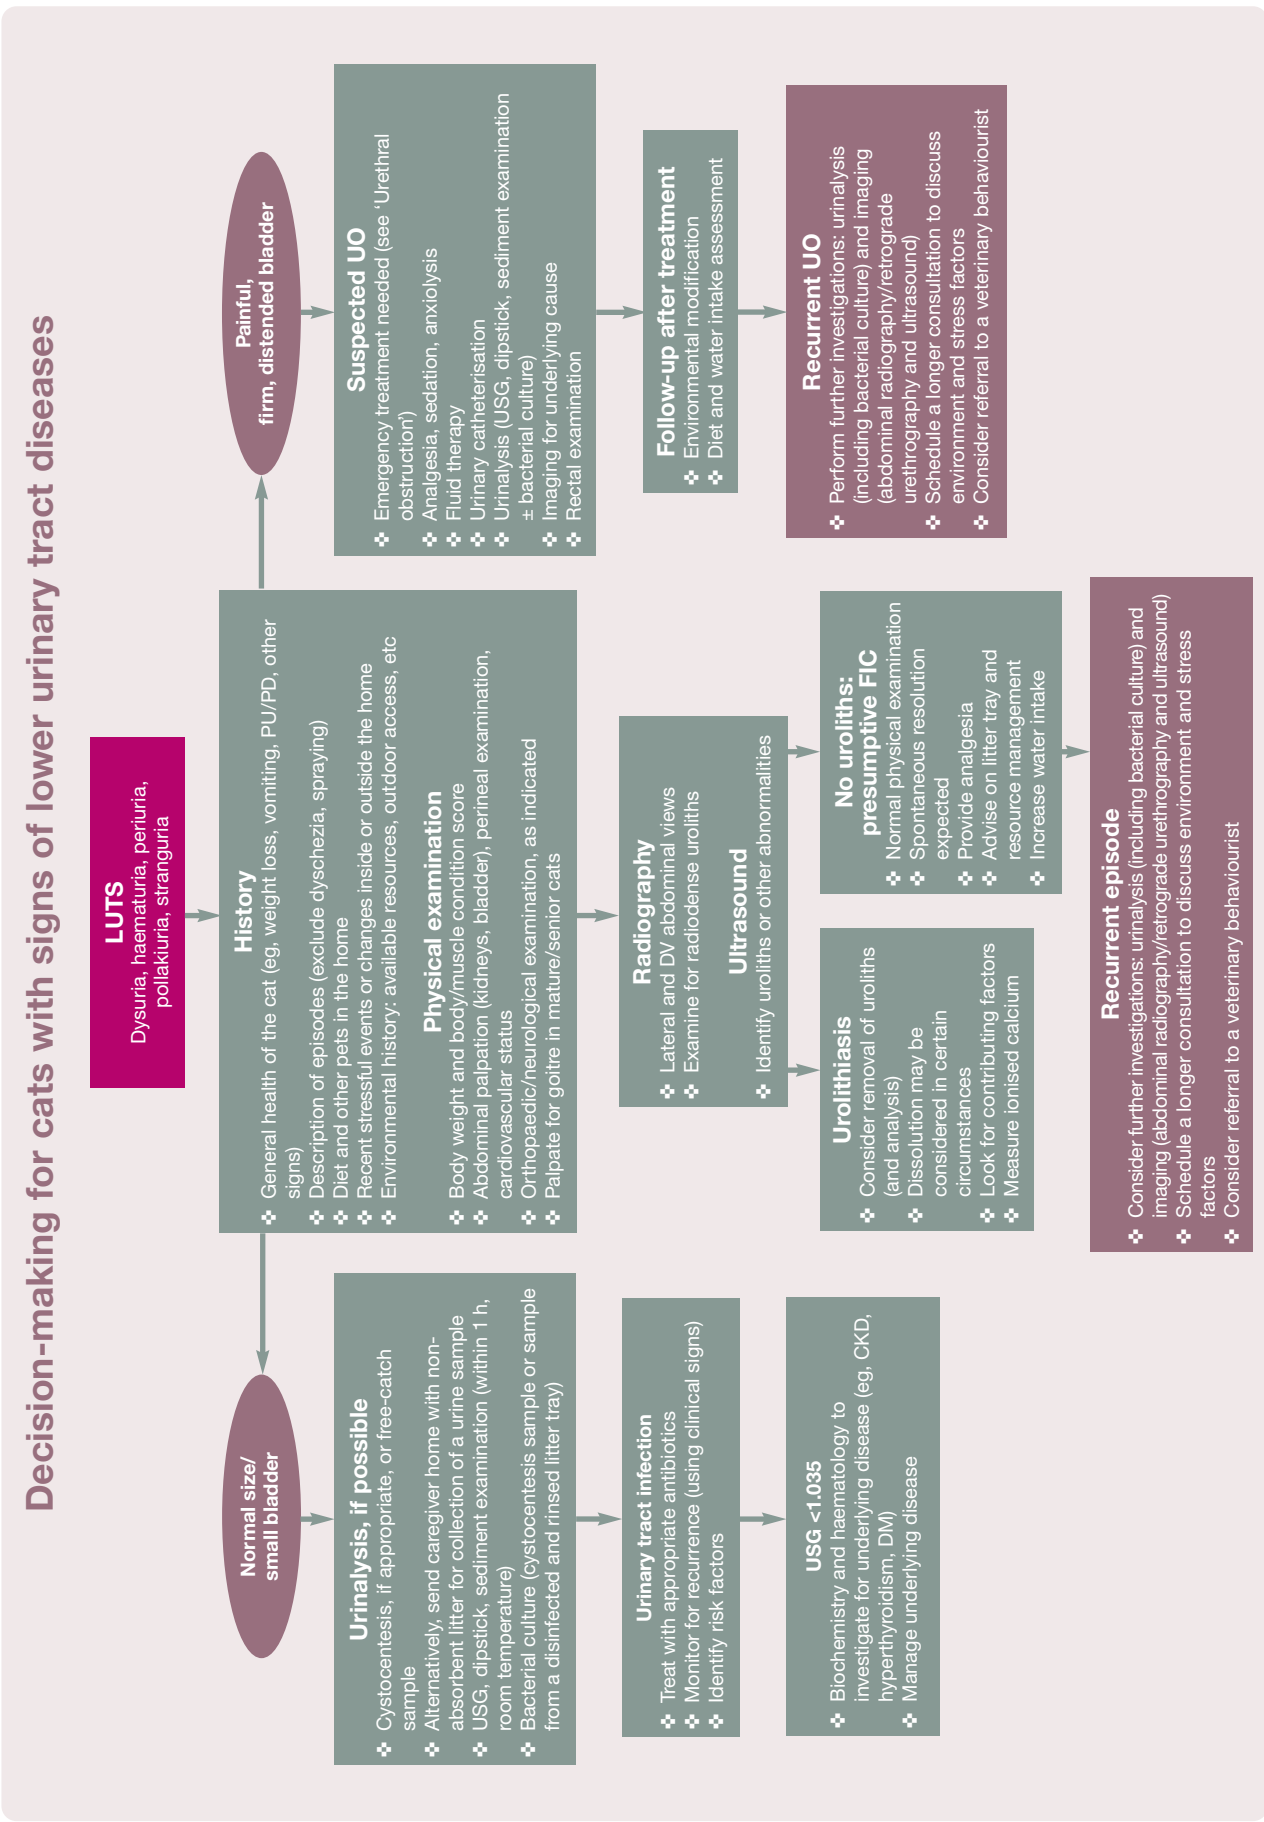 Decision-making for cats with signs of lower urinary tract diseases
LUTS
Dysuria, haematuria, periuria,
pollakiuria, stranguria
Normal size/
small bladder
History
❖ General health of the cat (eg, weight loss, vomiting, PU/PD, other
signs)
❖ Description of episodes (exclude dyschezia, spraying)
❖ Diet and other pets in the home
❖ Recent stressful events or changes inside or outside the home
❖ Environmental history: available resources, outdoor access, etc
Physical examination
❖ Body weight and body/muscle condition score
❖ Abdominal palpation (kidneys, bladder), perineal examination,
cardiovascular status
❖ Orthopaedic/neurological examination, as indicated
❖ Palpate for goitre in mature/senior cats
Painful,
firm, distended bladder
Urinalysis, if possible
❖ Cystocentesis, if appropriate, or free-catch
sample
❖ Alternatively, send caregiver home with non-
absorbent litter for collection of a urine sample
❖ USG, dipstick, sediment examination (within 1 h,
room temperature)
❖ Bacterial culture (cystocentesis sample or sample
from a disinfected and rinsed litter tray)
Urinary tract infection
❖ Treat with appropriate antibiotics
❖ Monitor for recurrence (using clinical signs)
❖ Identify risk factors
USG <1.035
❖ Biochemistry and haematology to
investigate for underlying disease (eg, CKD,
hyperthyroidism, DM)
❖ Manage underlying disease
Radiography
❖ Lateral and DV abdominal views
❖ Examine for radiodense uroliths
Ultrasound
❖ Identify uroliths or other abnormalities
Urolithiasis
❖ Consider removal of uroliths
(and analysis)
❖ Dissolution may be
considered in certain
circumstances
❖ Look for contributing factors
❖ Measure ionised calcium
No uroliths:
presumptive FIC
❖ Normal physical examination
❖ Spontaneous resolution
expected
❖ Provide analgesia
❖ Advise on litter tray and
resource management
❖ Increase water intake
Recurrent episode
❖ Consider further investigations: urinalysis (including bacterial culture) and
imaging (abdominal radiography/retrograde urethrography and ultrasound)
❖ Schedule a longer consultation to discuss environment and stress
factors
❖ Consider referral to a veterinary behaviourist
Suspected UO
❖ Emergency treatment needed (see ‘Urethral
obstruction’)
❖ Analgesia, sedation, anxiolysis
❖ Fluid therapy
❖ Urinary catheterisation
❖ Urinalysis (USG, dipstick, sediment examination
± bacterial culture)
❖ Imaging for underlying cause
❖ Rectal examination
Follow-up after treatment
❖ Environmental modification
❖ Diet and water intake assessment
Recurrent UO
❖ Perform further investigations: urinalysis
(including bacterial culture) and imaging
(abdominal radiography/retrograde
urethrography and ultrasound)
❖ Schedule a longer consultation to discuss
environment and stress factors
❖ Consider referral to a veterinary behaviourist